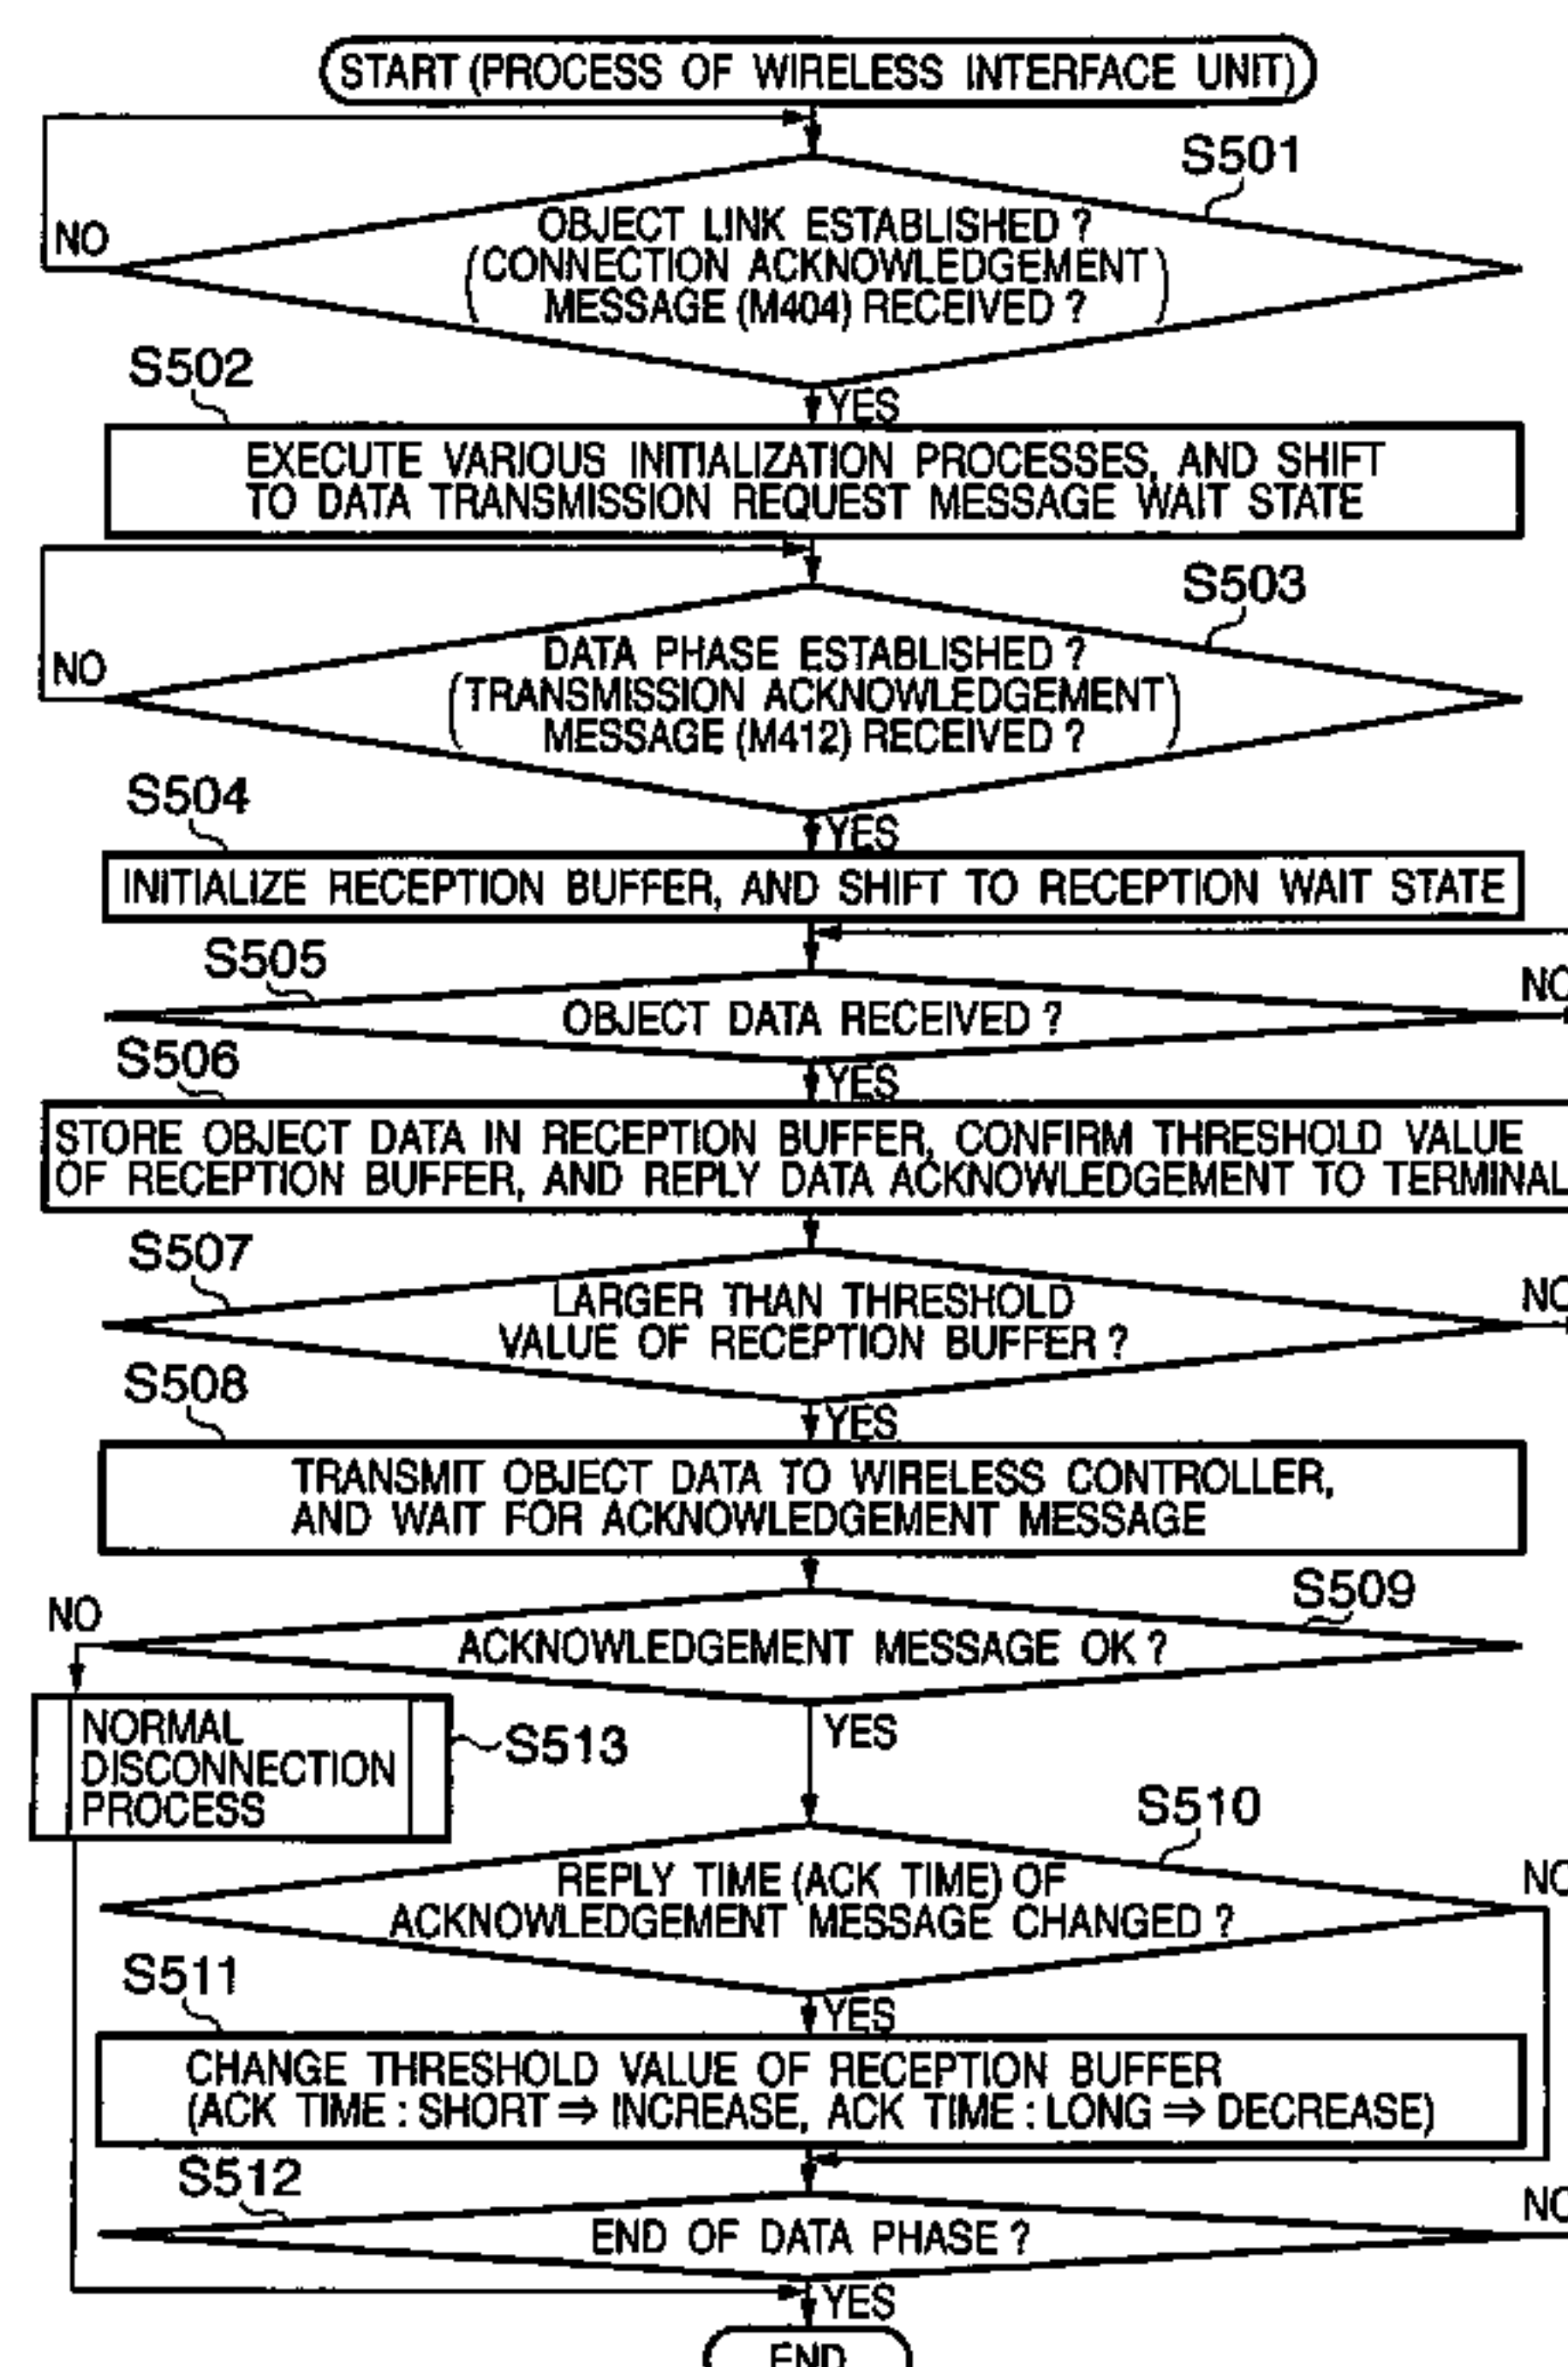 START (PROCESS OF WIRELESS INTERFACE UNIT)
S501
NO
OBJECT LINK ESTABLISHED ?
(CONNECTION ACKNOWLEDGEMENT
MESSAGE (M404) RECEIVED ?)
S502
YES
EXECUTE VARIOUS INITIALIZATION PROCESSES, AND SHIFT
TO DATA TRANSMISSION REQUEST MESSAGE WAIT STATE
S503
NO
DATA PHASE ESTABLISHED ?
(TRANSMISSION ACKNOWLEDGEMENT
MESSAGE (M412) RECEIVED ?)
S504
YES
INITIALIZE RECEPTION BUFFER, AND SHIFT TO RECEPTION WAIT STATE
S505
NO
OBJECT DATA RECEIVED ?
S506
YES
STORE OBJECT DATA IN RECEPTION BUFFER, CONFIRM THRESHOLD VALUE
OF RECEPTION BUFFER, AND REPLY DATA ACKNOWLEDGEMENT TO TERMINAL
S507
NO
LARGER THAN THRESHOLD
VALUE OF RECEPTION BUFFER ?
S508
YES
TRANSMIT OBJECT DATA TO WIRELESS CONTROLLER,
AND WAIT FOR ACKNOWLEDGEMENT MESSAGE
S509
NO
ACKNOWLEDGEMENT MESSAGE OK ?
YES
NORMAL
DISCONNECTION
PROCESS
S513
S510
NO
REPLY TIME (ACK TIME) OF
ACKNOWLEDGEMENT MESSAGE CHANGED ?
S511
YES
CHANGE THRESHOLD VALUE OF RECEPTION BUFFER
(ACK TIME : SHORT ⇒ INCREASE, ACK TIME : LONG ⇒ DECREASE)
S512
NO
END OF DATA PHASE ?
YES
END